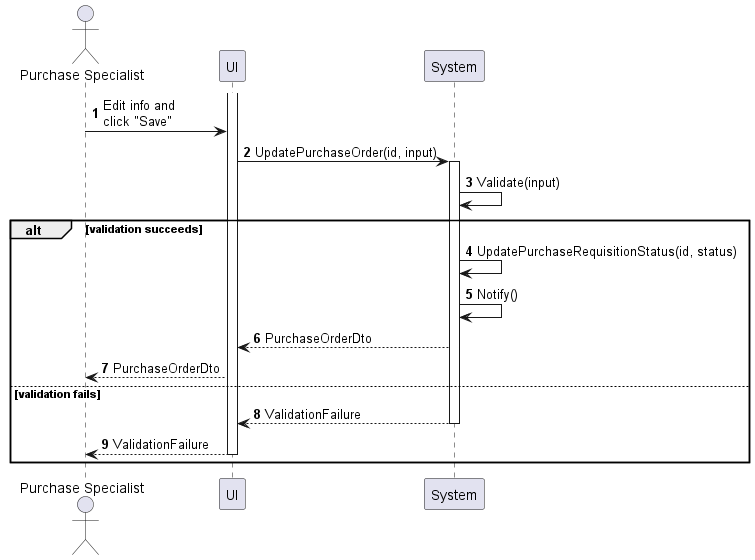 Purchase Specialist
UI
System
1 Edit info and
click "Save"
2 UpdatePurchaseOrder(id, input)
3 Validate(input)
alt [validation succeeds]
4 UpdatePurchaseRequisitionStatus(id, status)
5 Notify()
6 PurchaseOrderDto
7 PurchaseOrderDto
[validation fails]
8 ValidationFailure
9 ValidationFailure
Purchase Specialist
UI
System